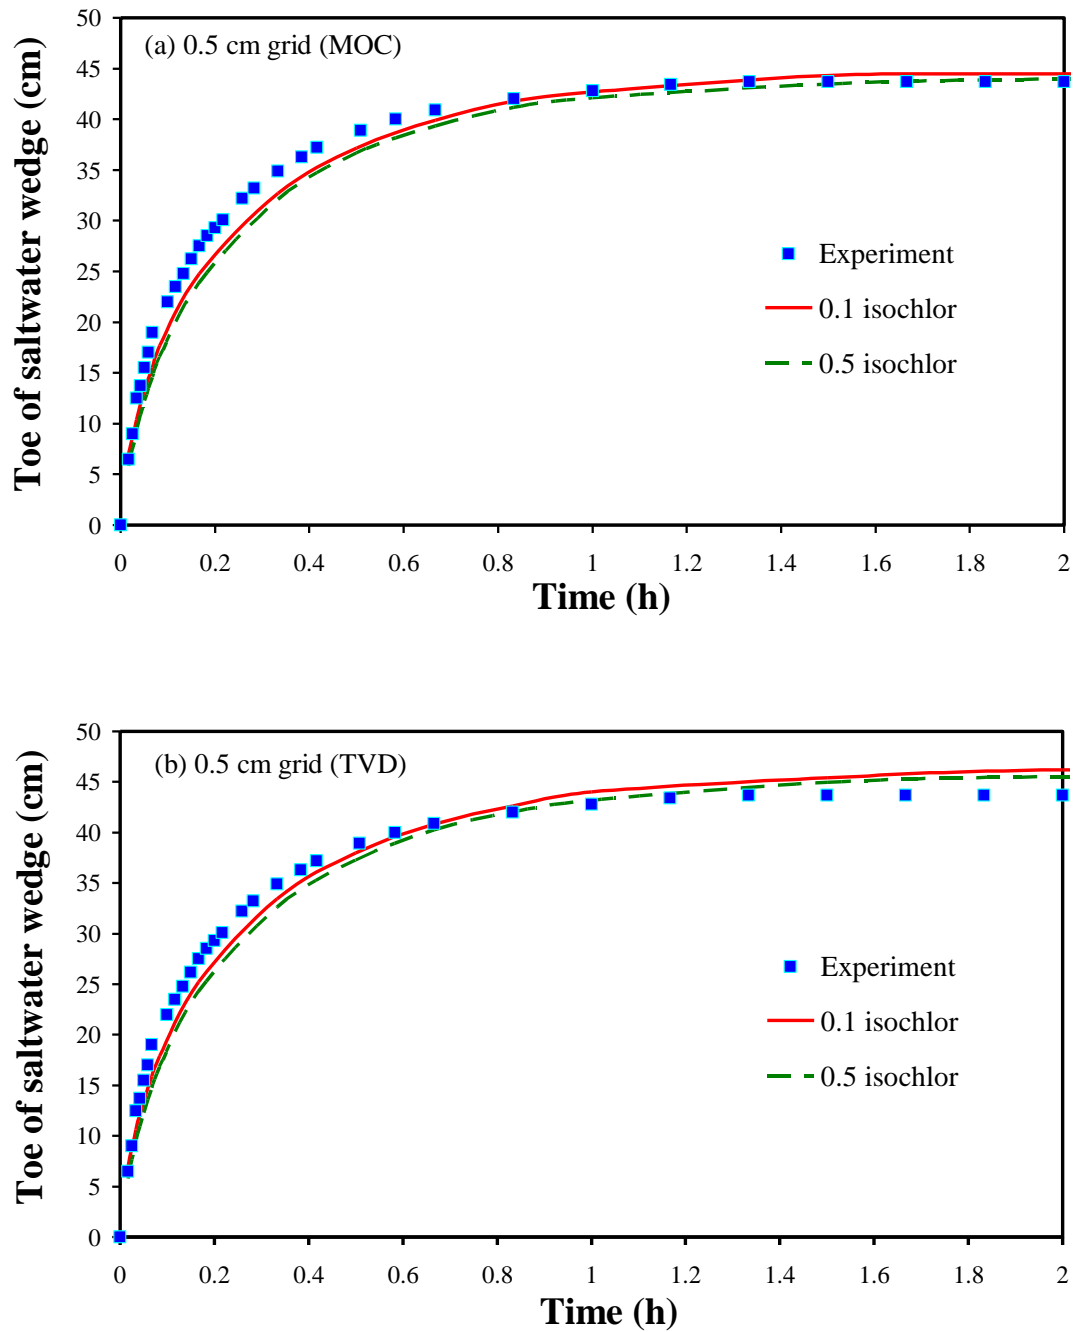 (a) 0.5 cm grid (MOC)
Toe of saltwater wedge (cm)
50
45
40
35
30
25
20
15
10
5
0
Experiment
0.1 isochlor
0.5 isochlor
0 0.2 0.4 0.6 0.8 1 1.2 1.4 1.6 1.8 2
Time (h)
(b) 0.5 cm grid (TVD)
Toe of saltwater wedge (cm)
50
45
40
35
30
25
20
15
10
5
0
Experiment
0.1 isochlor
0.5 isochlor
0 0.2 0.4 0.6 0.8 1 1.2 1.4 1.6 1.8 2
Time (h)